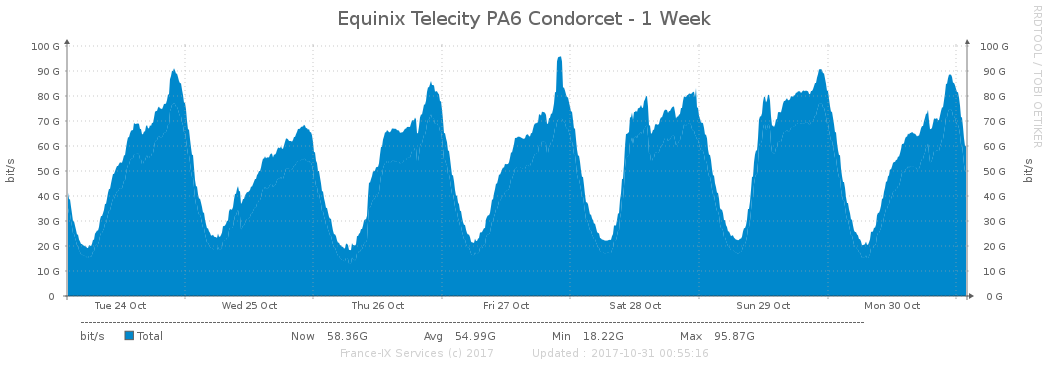 Equinix Telecity PA6 Condorcet - 1 Week
RRDTOOL / TOBI OETIKER
bit/s
100 G
90 G
80 G
70 G
60 G
50 G
40 G
30 G
20 G
10 G
0
100 G
90 G
80 G
70 G
60 G
50 G
40 G
30 G
20 G
10 G
0 G
bit/s
Tue 24 Oct Wed 25 Oct Thu 26 Oct Fri 27 Oct Sat 28 Oct Sun 29 Oct Mon 30 Oct
bit/s Total Now 58.36G Avg 54.99G Min 18.22G Max 95.87G
France-IX Services (c) 2017 Updated : 2017-10-31 00:55:16